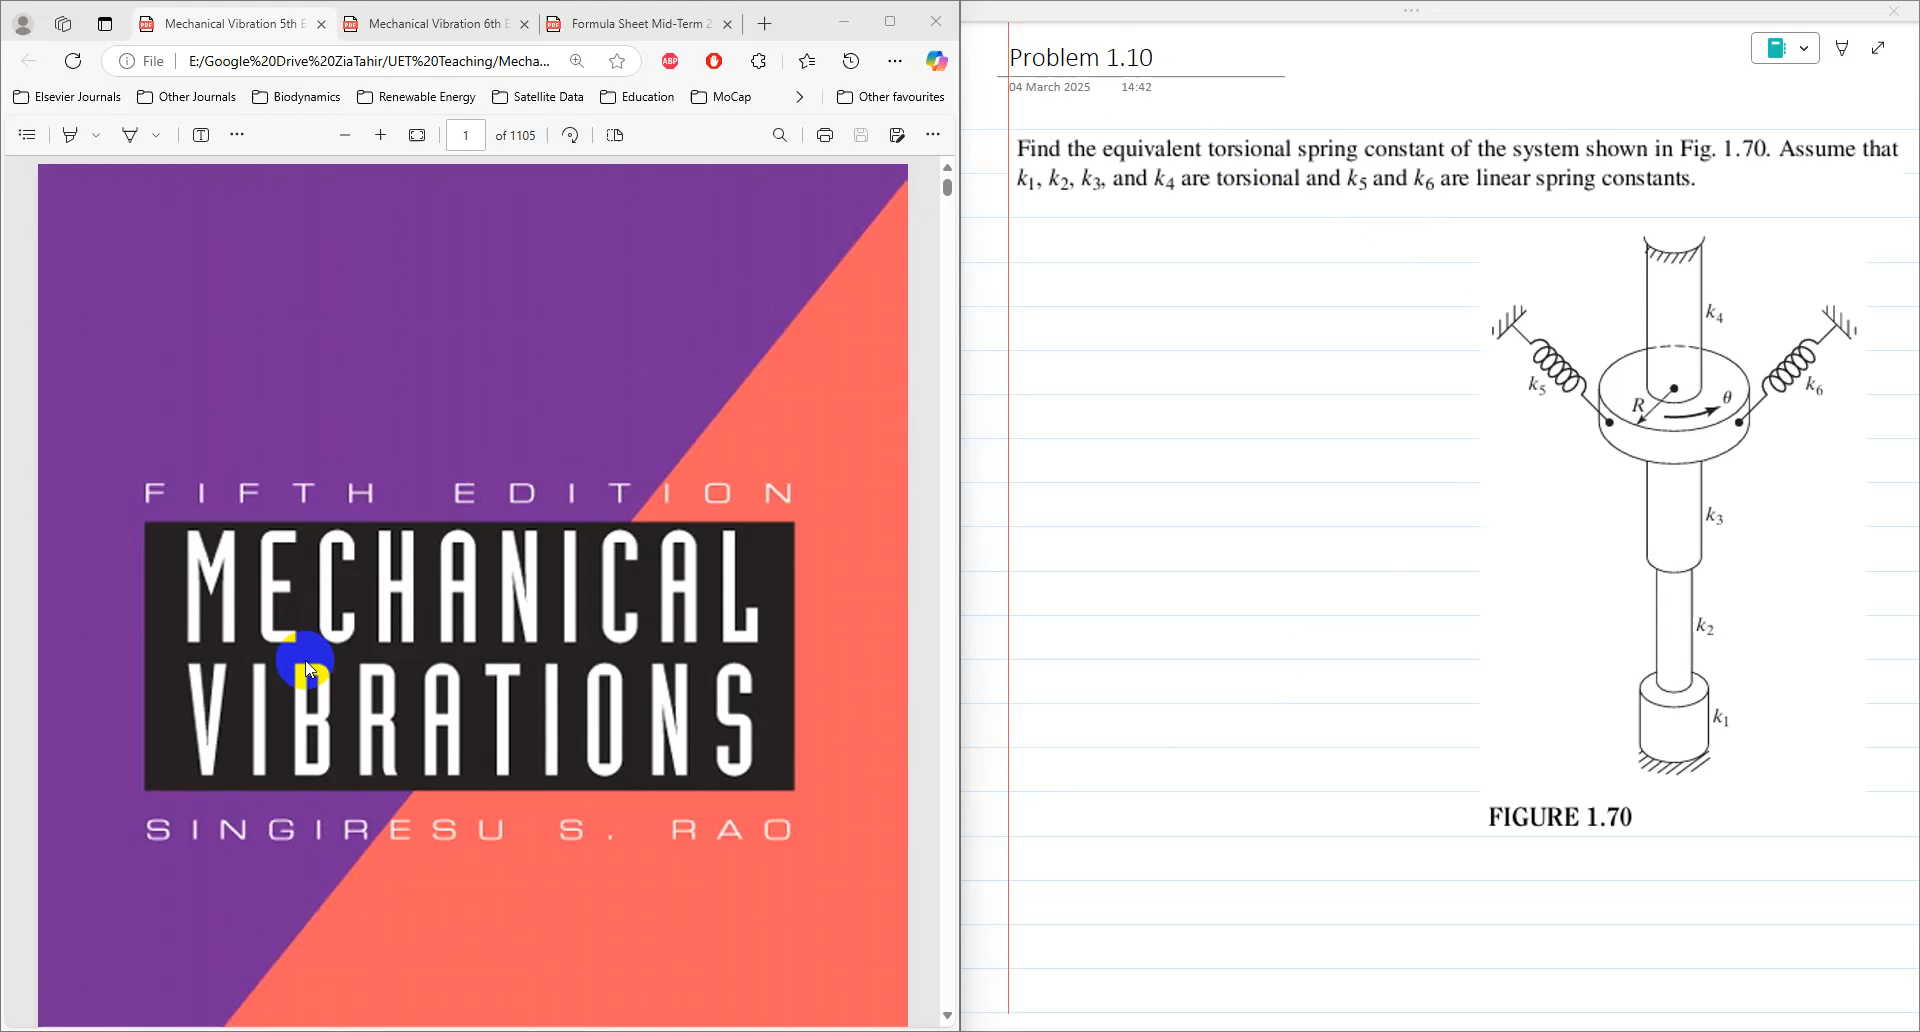 Mechanical Vibration 5th E
Mechanical Vibration 6th E
Formula Sheet Mid-Term 2
File
E:/Google%20Drive%20ZiaTahir/UET%20Teaching/Mecha...
ABP
Elsevier Journals
Other Journals
Biodynamics
Renewable Energy
Satellite Data
Education
MoCap
Other favourites
1 of 1105
FIFTH EDITION
MECHANICAL
VIBRATIONS
SINGIRESU S. RAO
Problem 1.10
04 March 2025 14:42
Find the equivalent torsional spring constant of the system shown in Fig. 1.70. Assume that
k₁, k₂, k₃, and k₄ are torsional and k₅ and k₆ are linear spring constants.
k₄
k₅
k₆
R
θ
k₃
k₂
k₁
FIGURE 1.70